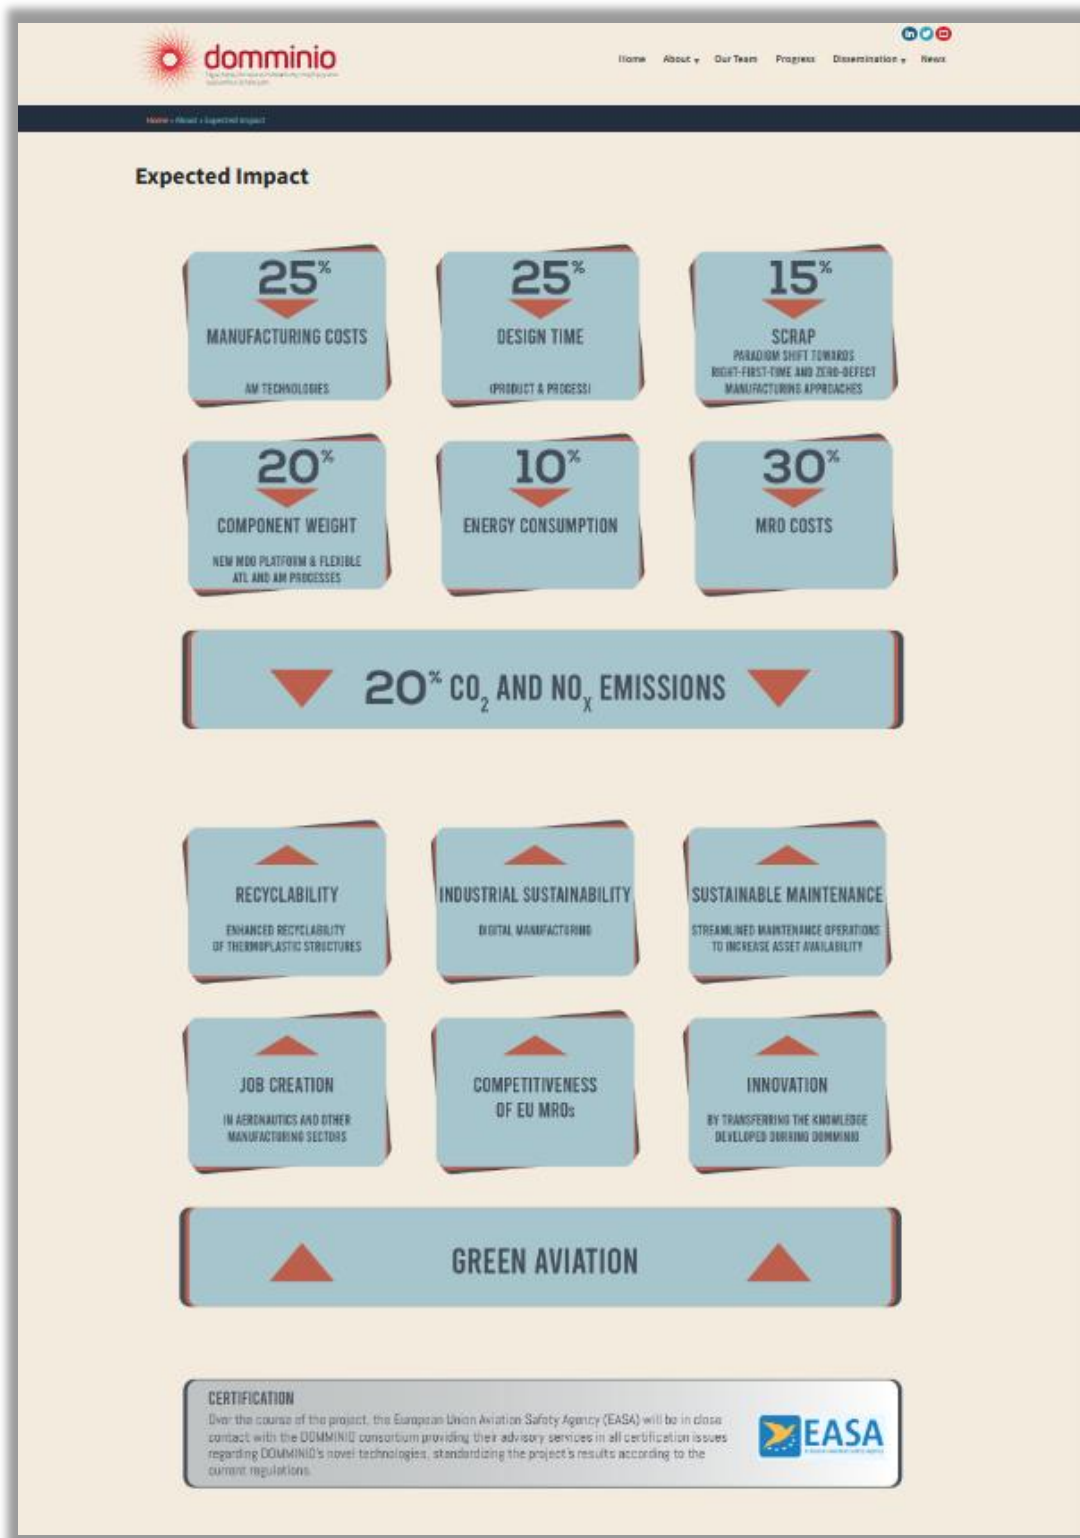 domminio
Home About Our Team Progress Dissemination News
Home » About » Expected Impact
Expected Impact
25%
MANUFACTURING COSTS
AM TECHNOLOGIES
25%
DESIGN TIME
(PRODUCT & PROCESS)
15%
SCRAP
PARADIGM SHIFT TOWARDS
RIGHT-FIRST-TIME AND ZERO-DEFECT
MANUFACTURING APPROACHES
20%
COMPONENT WEIGHT
NEW MDO PLATFORM & FLEXIBLE
ATL AND AM PROCESSES
10%
ENERGY CONSUMPTION
30%
MRO COSTS
20% CO₂ AND NOₓ EMISSIONS
RECYCLABILITY
ENHANCED RECYCLABILITY
OF THERMOPLASTIC STRUCTURES
INDUSTRIAL SUSTAINABILITY
DIGITAL MANUFACTURING
SUSTAINABLE MAINTENANCE
STREAMLINED MAINTENANCE OPERATIONS
TO INCREASE ASSET AVAILABILITY
JOB CREATION
IN AERONAUTICS AND OTHER
MANUFACTURING SECTORS
COMPETITIVENESS
OF EU MROs
INNOVATION
BY TRANSFERRING THE KNOWLEDGE
DEVELOPED DURRING DOMMINIO
GREEN AVIATION
CERTIFICATION
Over the course of the project, the European Union Aviation Safety Agency (EASA) will be in close
contact with the DOMMINIO consortium providing their advisory services in all certification issues
regarding DOMMINIO's novel technologies, standardizing the project's results according to the
current regulations.
EASA